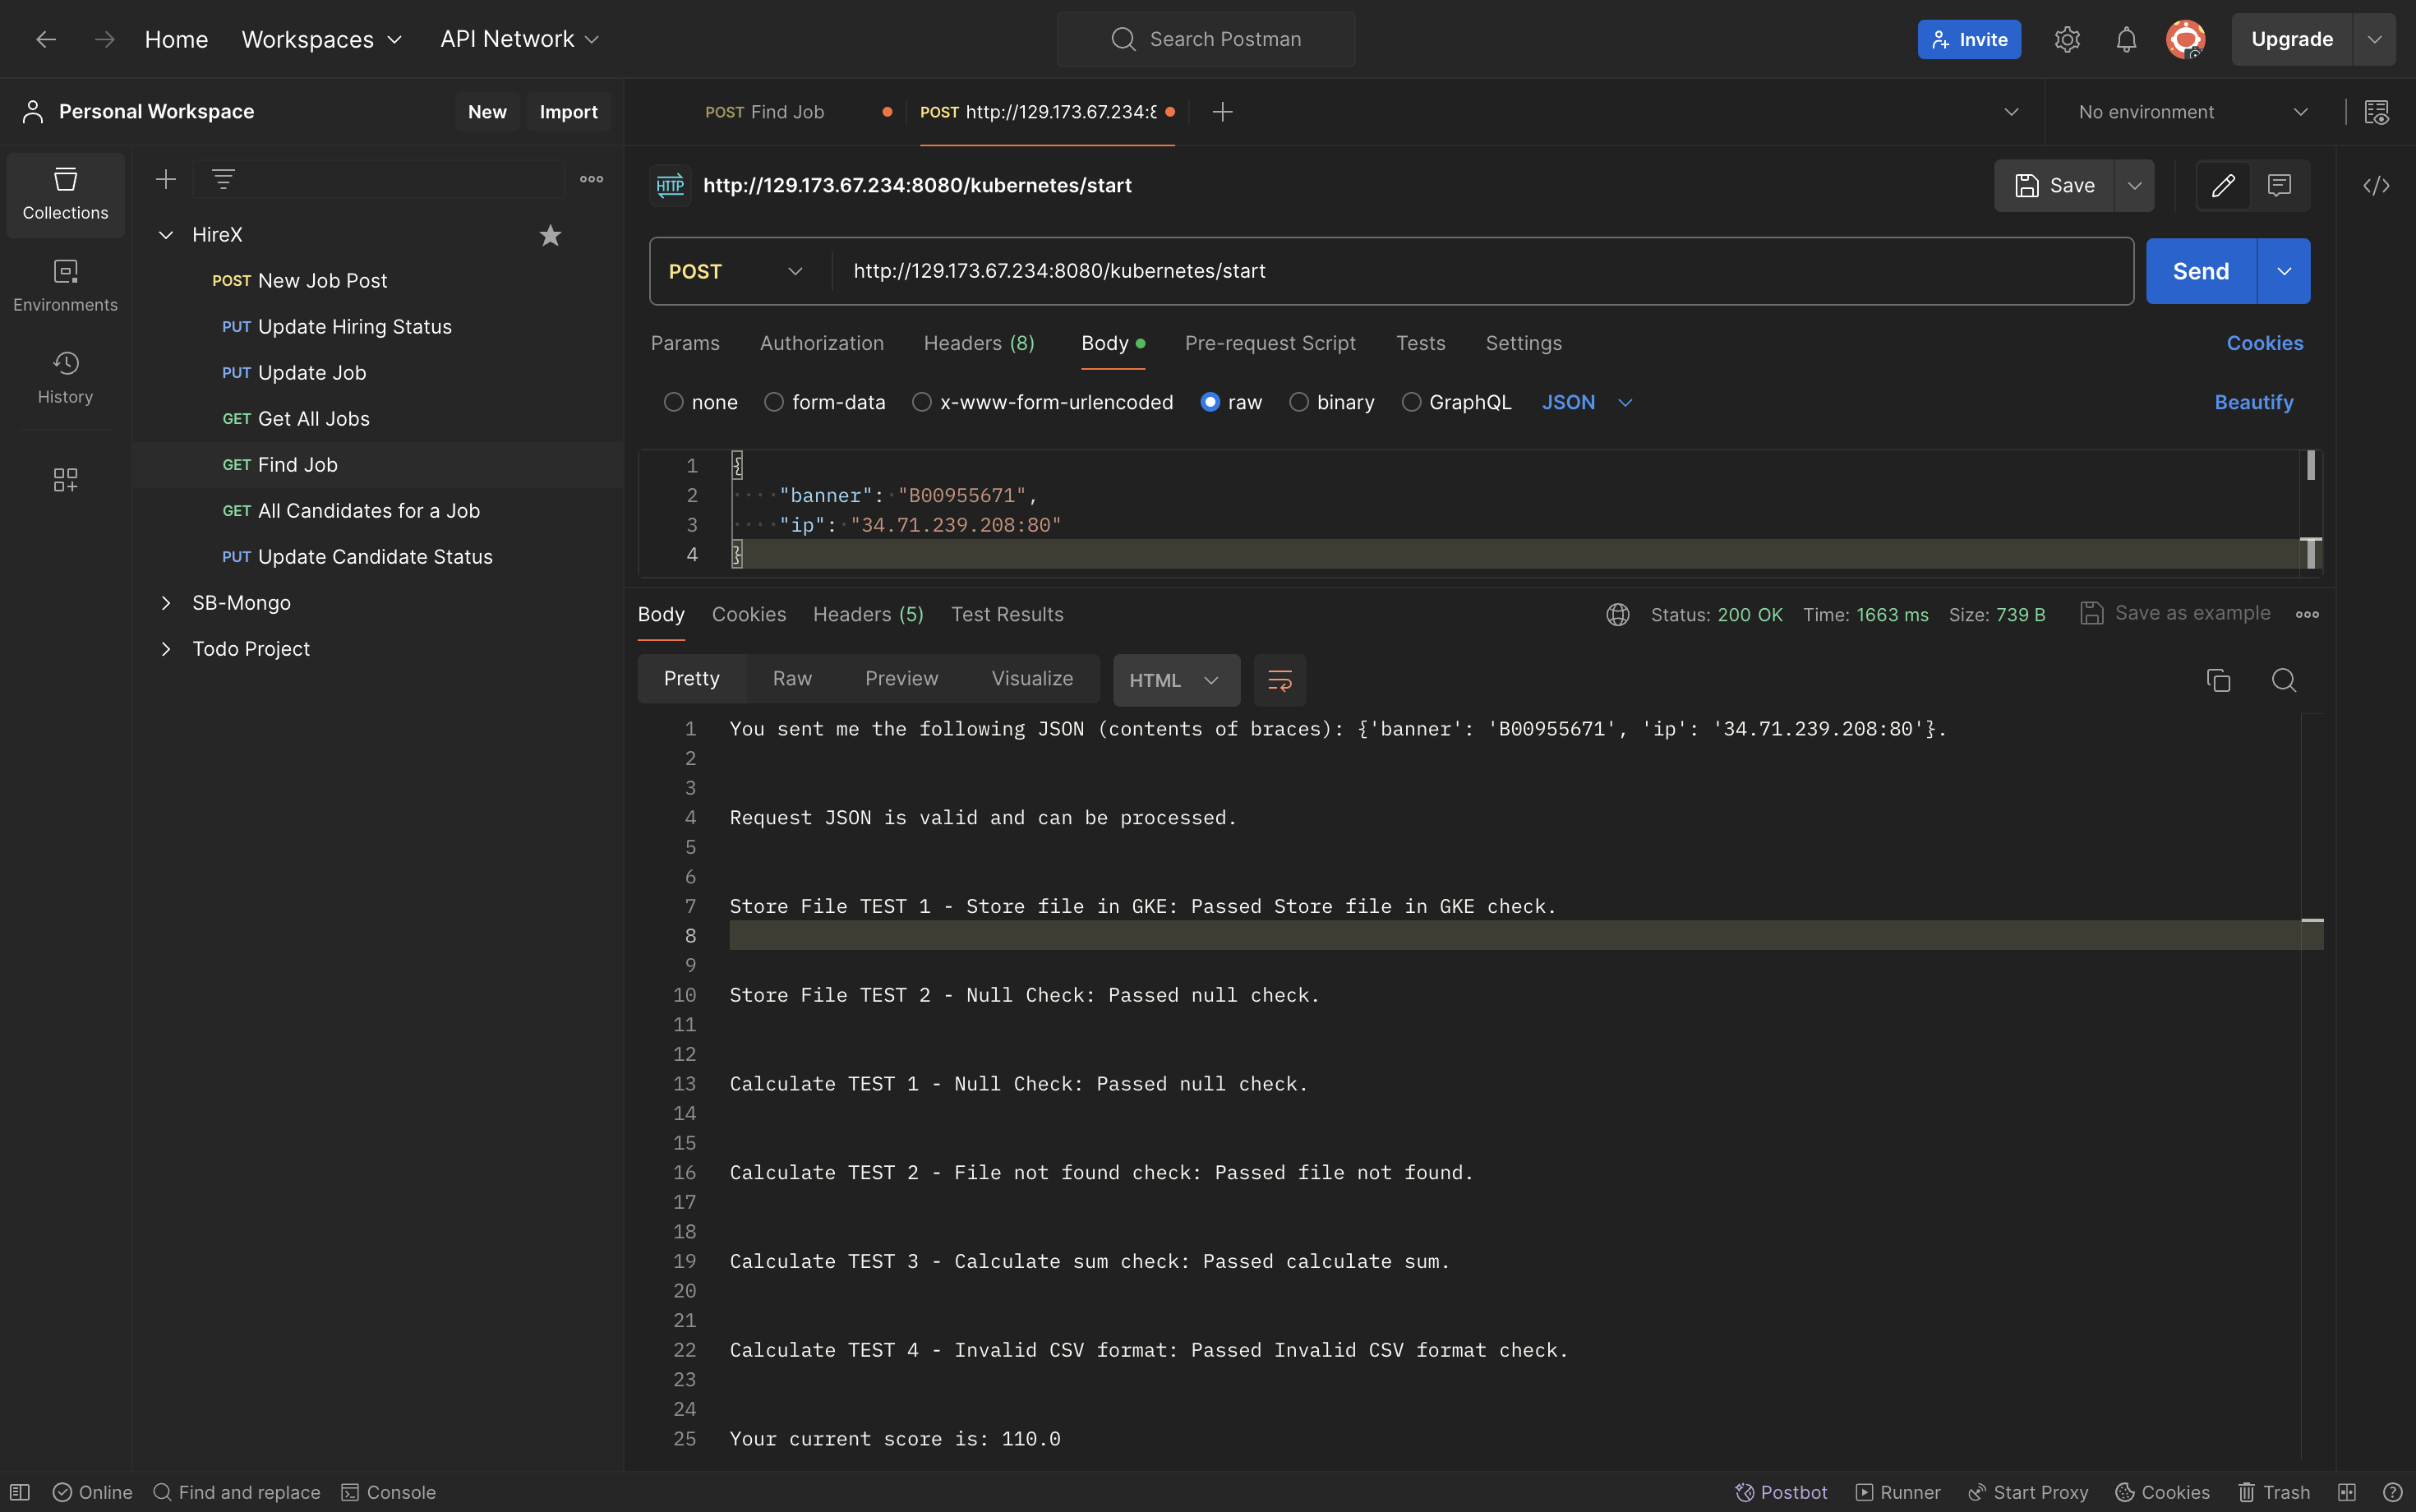 Home Workspaces API Network Search Postman Invite Upgrade
Personal Workspace New Import POST Find Job POST http://129.173.67.234:8 No environment
Collections
Environments
History
HireX
POST New Job Post
PUT Update Hiring Status
PUT Update Job
GET Get All Jobs
GET Find Job
GET All Candidates for a Job
PUT Update Candidate Status
SB-Mongo
Todo Project
HTTP http://129.173.67.234:8080/kubernetes/start Save
POST http://129.173.67.234:8080/kubernetes/start Send
Params Authorization Headers (8) Body Pre-request Script Tests Settings Cookies
none form-data x-www-form-urlencoded raw binary GraphQL JSON Beautify
1 {
2 "banner": "B00955671",
3 "ip": "34.71.239.208:80"
4 }
Body Cookies Headers (5) Test Results Status: 200 OK Time: 1663 ms Size: 739 B Save as example
Pretty Raw Preview Visualize HTML
1 You sent me the following JSON (contents of braces): {'banner': 'B00955671', 'ip': '34.71.239.208:80'}.
2
3
4 Request JSON is valid and can be processed.
5
6
7 Store File TEST 1 - Store file in GKE: Passed Store file in GKE check.
8
9
10 Store File TEST 2 - Null Check: Passed null check.
11
12
13 Calculate TEST 1 - Null Check: Passed null check.
14
15
16 Calculate TEST 2 - File not found check: Passed file not found.
17
18
19 Calculate TEST 3 - Calculate sum check: Passed calculate sum.
20
21
22 Calculate TEST 4 - Invalid CSV format: Passed Invalid CSV format check.
23
24
25 Your current score is: 110.0
Online Find and replace Console Postbot Runner Start Proxy Cookies Trash